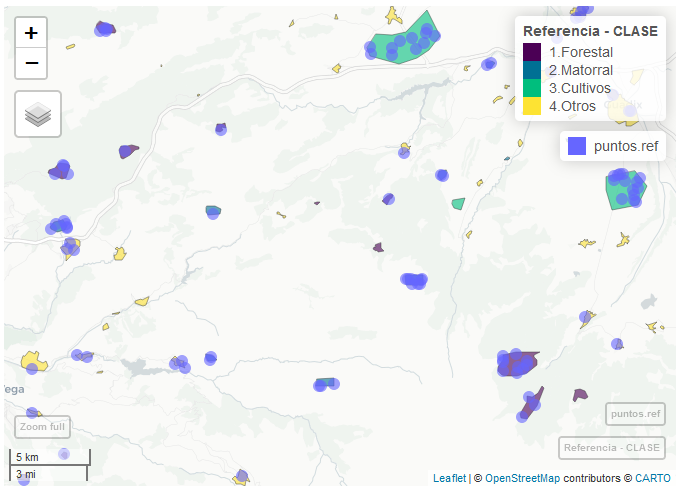 +
−
Referencia - CLASE
1.Forestal
2.Matorral
3.Cultivos
4.Otros
puntos.ref
ega
Zoom full
puntos.ref
Referencia - CLASE
5 km
3 mi
Leaflet | © OpenStreetMap contributors © CARTO